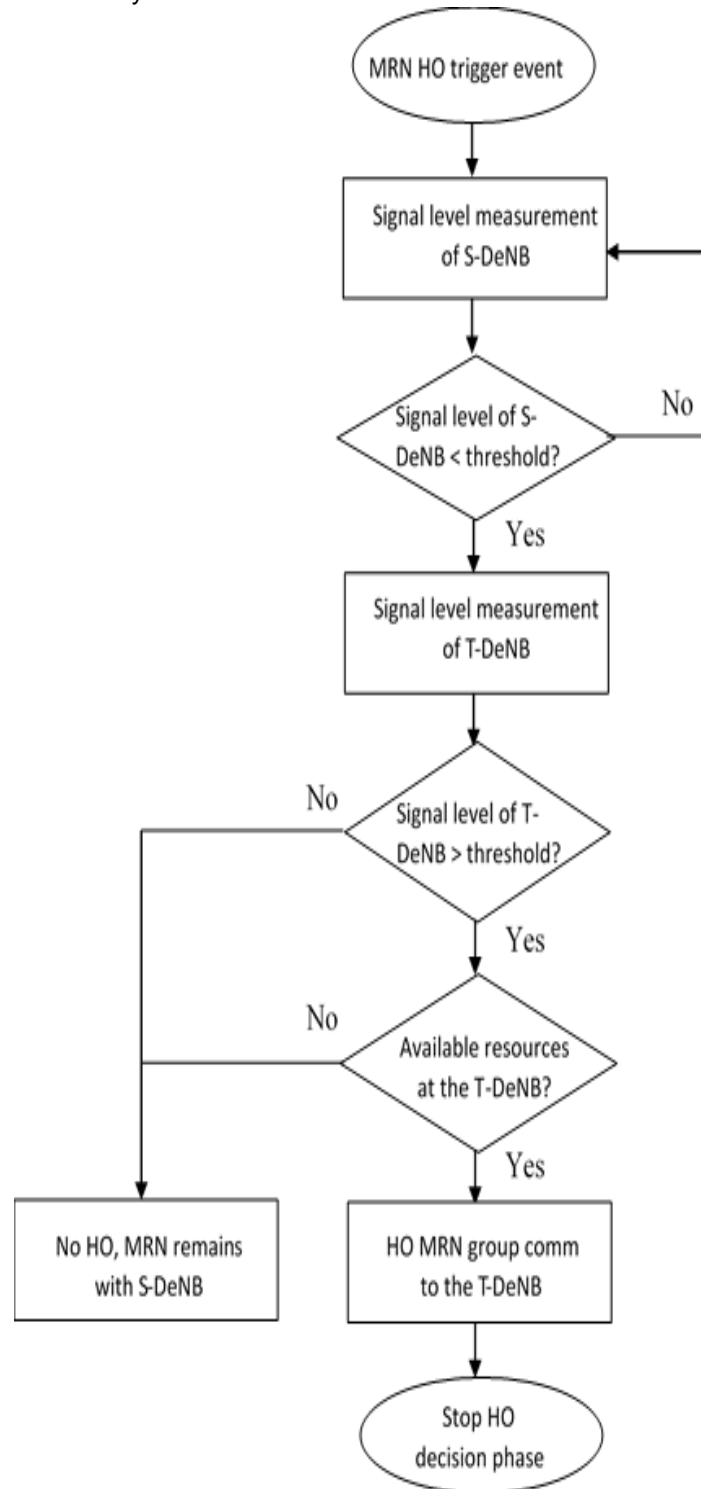 MRN HO trigger event
Signal level measurement
of S-DeNB
Signal level of S-
DeNB < threshold?
No
Yes
Signal level measurement
of T-DeNB
No
Signal level of T-
DeNB > threshold?
Yes
No
Available resources
at the T-DeNB?
Yes
No HO, MRN remains
with S-DeNB
HO MRN group comm
to the T-DeNB
Stop HO
decision phase